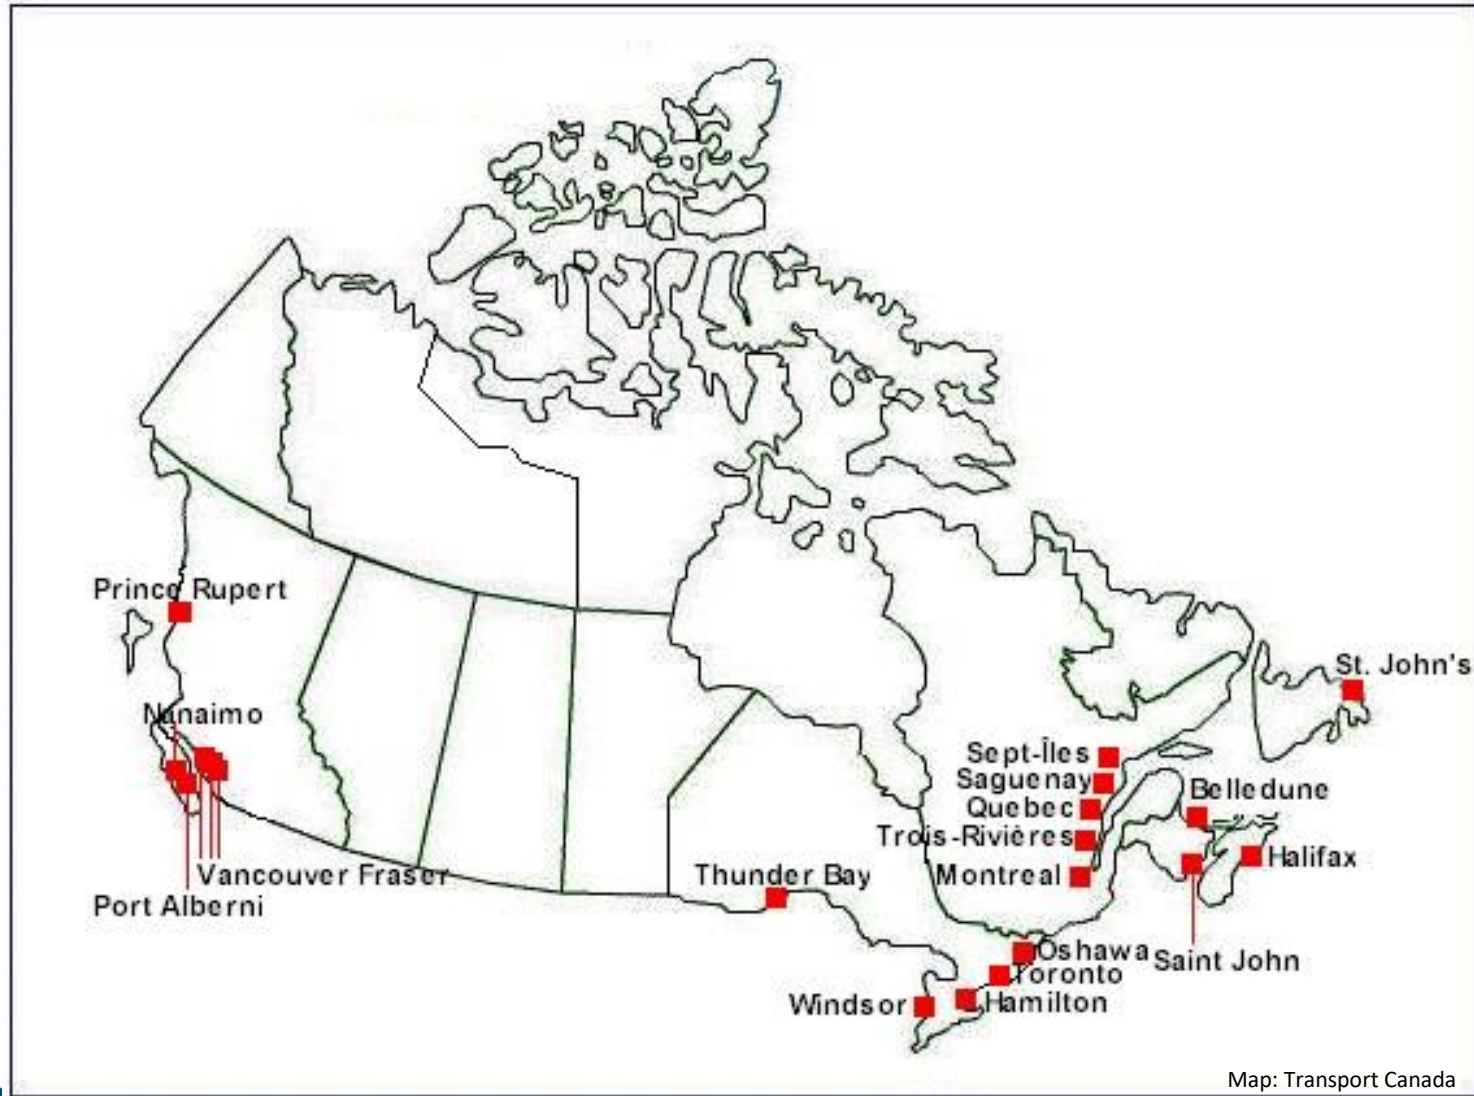 Prince Rupert
St. John's
Nanaimo
Sept-Îles
Saguenay
Belledune
Quebec
Trois-Rivières
Halifax
Vancouver Fraser
Thunder Bay
Montreal
Port Alberni
Oshawa
Saint John
Toronto
Windsor
Hamilton
Map: Transport Canada